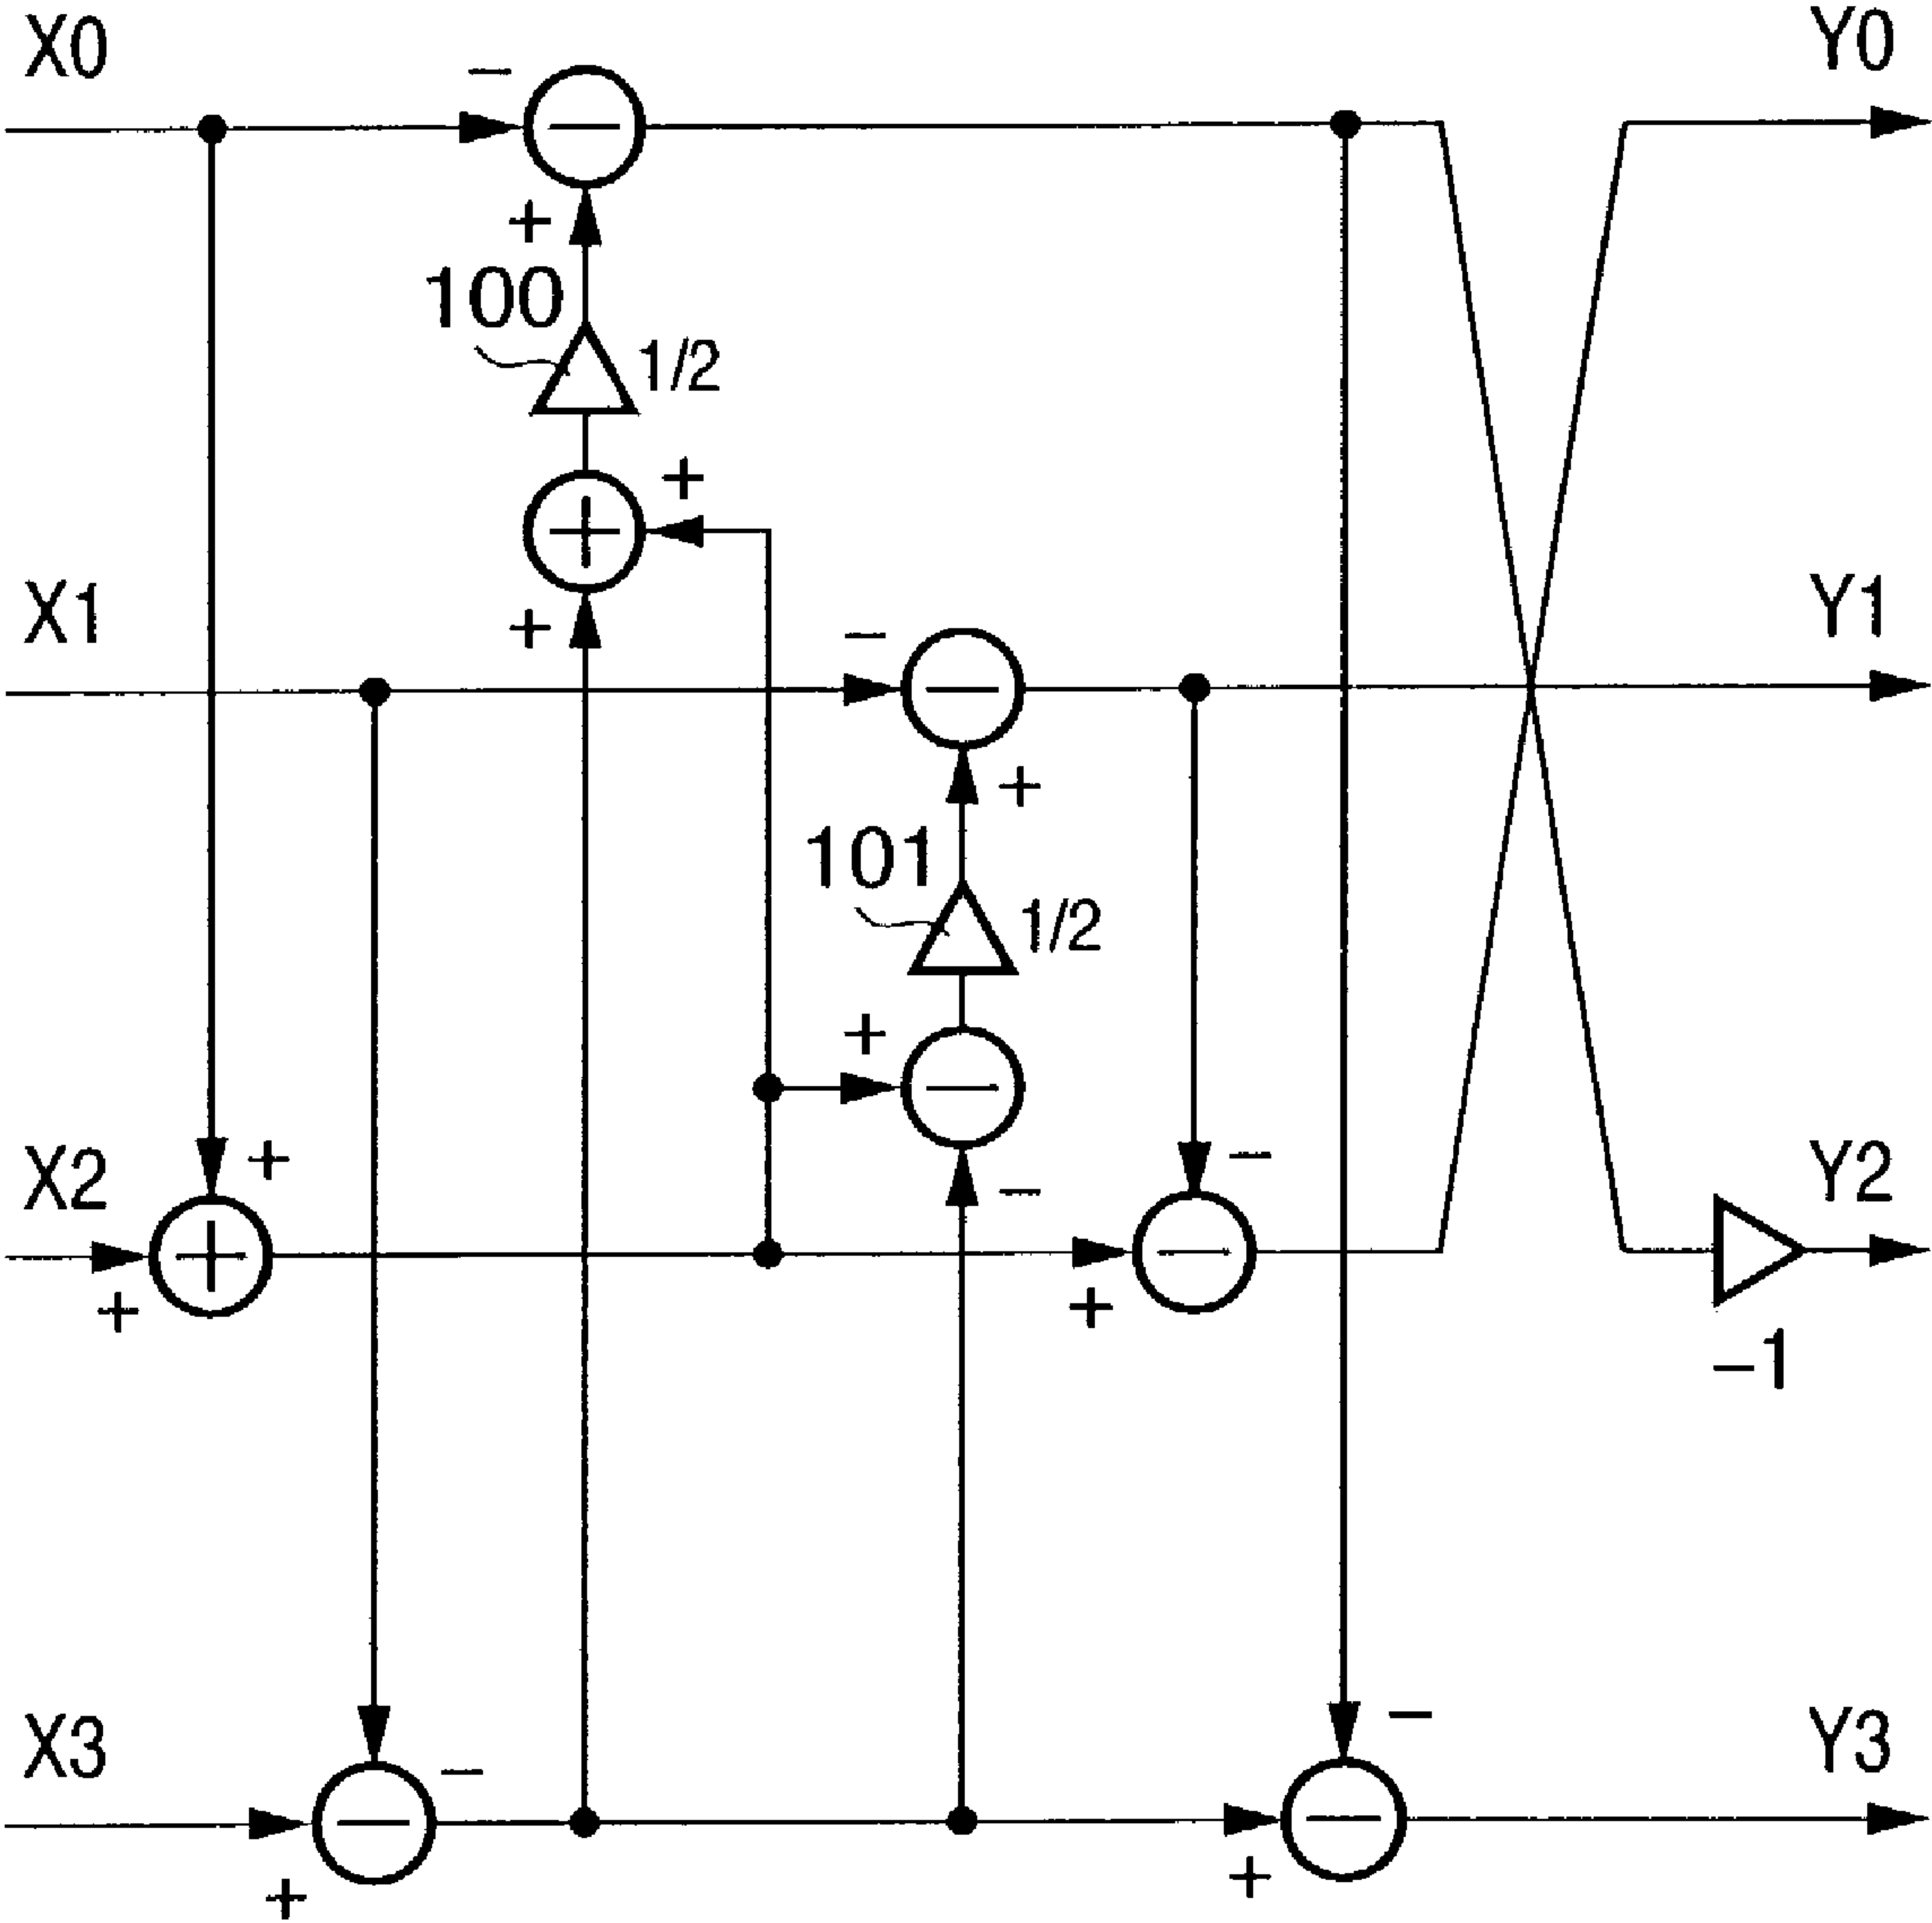 X0
Y0
−
+
100
1/2
+
X1
+
−
Y1
+
101
1/2
+
X2
+
−
−
Y2
+
+
−1
X3
−
−
Y3
+
+